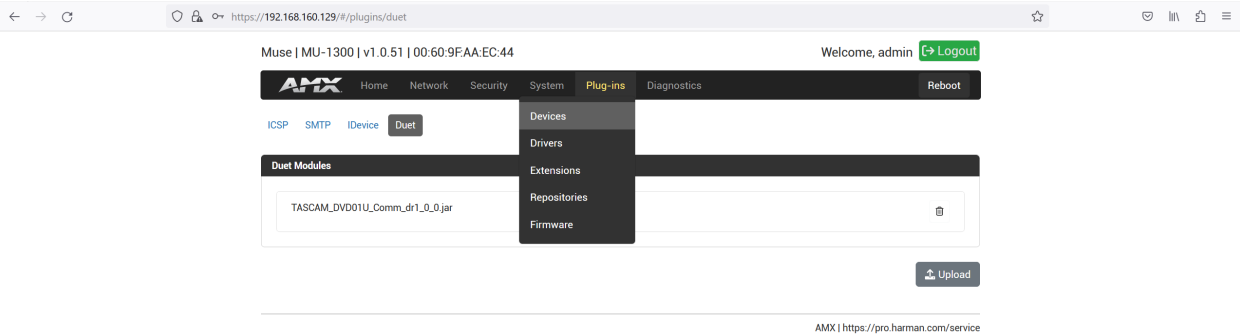 https://192.168.160.129/#/plugins/duet
Muse | MU-1300 | v1.0.51 | 00:60:9F:AA:EC:44
Welcome, admin Logout
AMX Home Network Security System Plug-ins Diagnostics Reboot
ICSP SMTP IDevice Duet
Devices
Drivers
Extensions
Repositories
Firmware
Duet Modules
TASCAM_DVD01U_Comm_dr1_0_0.jar
Upload
AMX | https://pro.harman.com/service